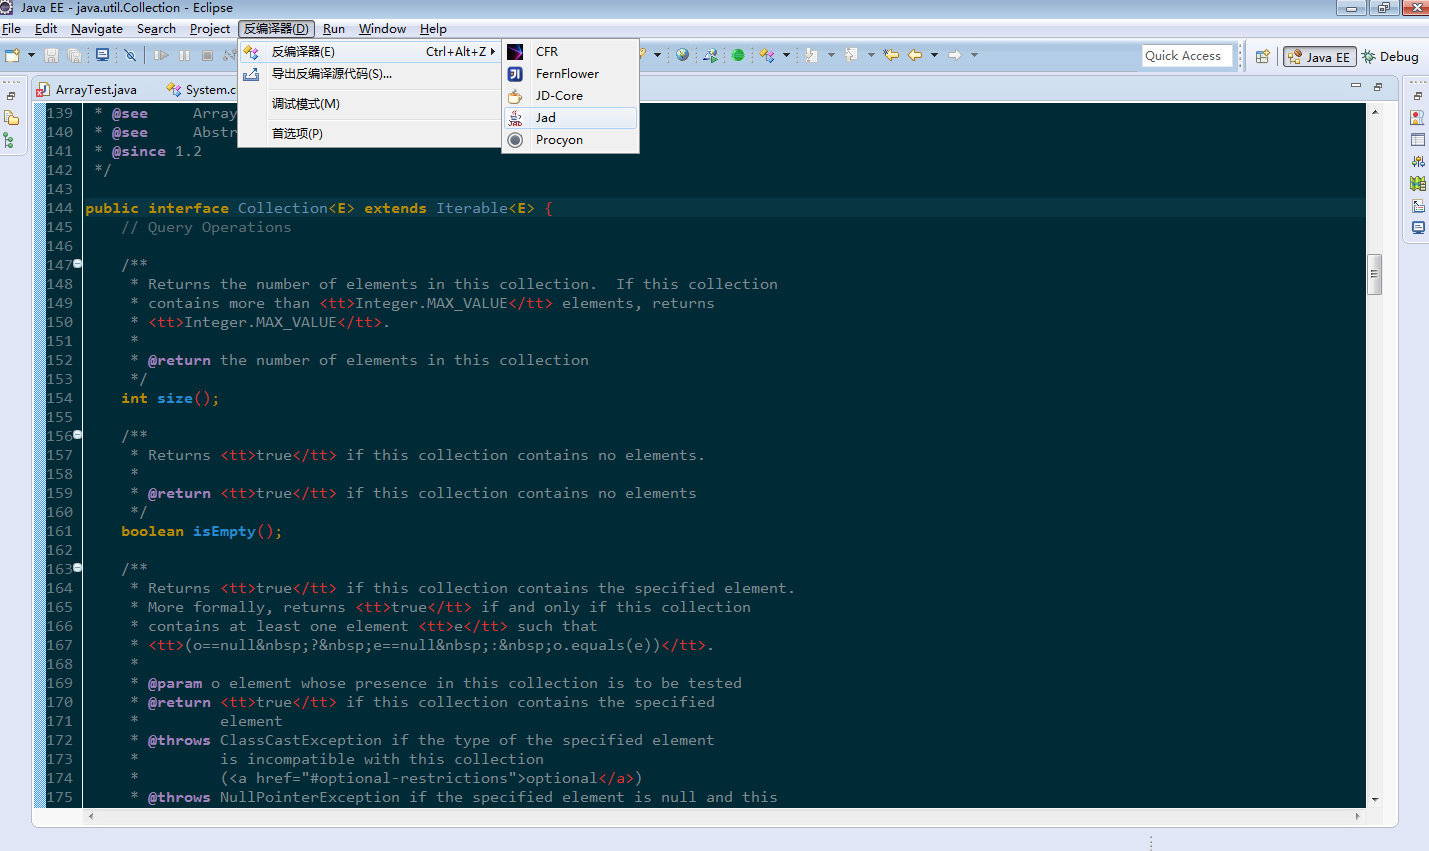 Java EE - java.util.Collection - Eclipse
File Edit Navigate Search Project 反编译器(D) Run Window Help
反编译器(E) Ctrl+Alt+Z
导出反编译源代码(S)...
调试模式(M)
首选项(P)
CFR
FernFlower
JD-Core
Jad
Procyon
Quick Access Java EE Debug
ArrayTest.java System.c
139 * @see     Array
140 * @see     Abstr
141 * @since 1.2
142 */
143
144 public interface Collection<E> extends Iterable<E> {
145     // Query Operations
146
147     /**
148      * Returns the number of elements in this collection.  If this collection
149      * contains more than <tt>Integer.MAX_VALUE</tt> elements, returns
150      * <tt>Integer.MAX_VALUE</tt>.
151      *
152      * @return the number of elements in this collection
153      */
154     int size();
155
156     /**
157      * Returns <tt>true</tt> if this collection contains no elements.
158      *
159      * @return <tt>true</tt> if this collection contains no elements
160      */
161     boolean isEmpty();
162
163     /**
164      * Returns <tt>true</tt> if this collection contains the specified element.
165      * More formally, returns <tt>true</tt> if and only if this collection
166      * contains at least one element <tt>e</tt> such that
167      * <tt>(o==null&nbsp;?&nbsp;e==null&nbsp;:&nbsp;o.equals(e))</tt>.
168      *
169      * @param o element whose presence in this collection is to be tested
170      * @return <tt>true</tt> if this collection contains the specified
171      *         element
172      * @throws ClassCastException if the type of the specified element
173      *         is incompatible with this collection
174      *         (<a href="#optional-restrictions">optional</a>)
175      * @throws NullPointerException if the specified element is null and this